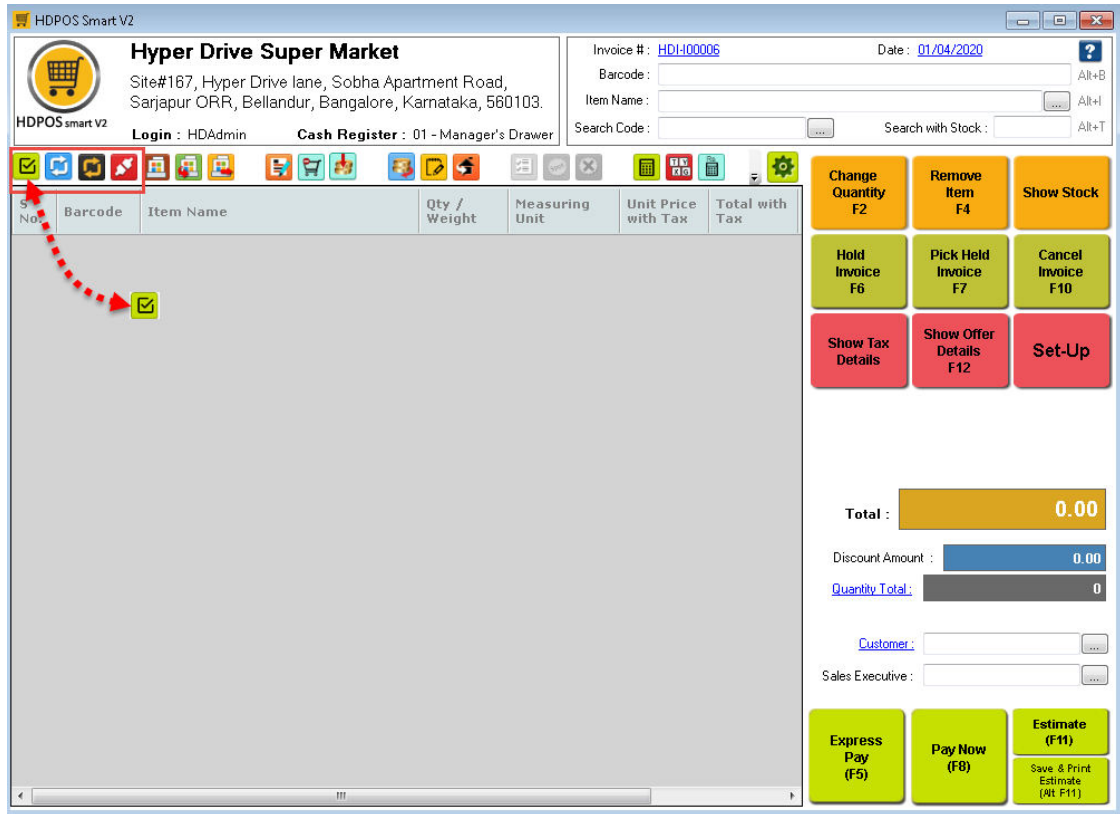 HDPOS Smart V2
Hyper Drive Super Market
Site#167, Hyper Drive lane, Sobha Apartment Road,
Sarjapur ORR, Bellandur, Bangalore, Karnataka, 560103.
HDPOS smart V2
Login : HDAdmin Cash Register : 01 - Manager's Drawer
Invoice # : HDI-I00006 Date : 01/04/2020 ?
Barcode : Alt+B
Item Name : ... Alt+I
Search Code : ... Search with Stock : Alt+T
S No. Barcode Item Name Qty / Weight Measuring Unit Unit Price with Tax Total with Tax
Change
Quantity
F2
Remove
Item
F4
Show Stock
Hold
Invoice
F6
Pick Held
Invoice
F7
Cancel
Invoice
F10
Show Tax
Details
Show Offer
Details
F12
Set-Up
Total : 0.00
Discount Amount : 0.00
Quantity Total : 0
Customer : ...
Sales Executive : ...
Express
Pay
(F5)
Pay Now
(F8)
Estimate
(F11)
Save & Print
Estimate
(Alt F11)